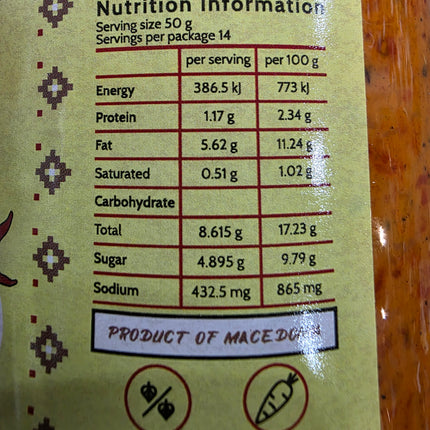 Nutrition Information
Serving size 50 g
Servings per package 14
per serving per 100 g
Energy 386.5 kJ 773 kJ
Protein 1.17 g 2.34 g
Fat 5.62 g 11.24 g
Saturated 0.51 g 1.02 g
Carbohydrate
Total 8.615 g 17.23 g
Sugar 4.895 g 9.79 g
Sodium 432.5 mg 865 mg
PRODUCT OF MACEDONIA